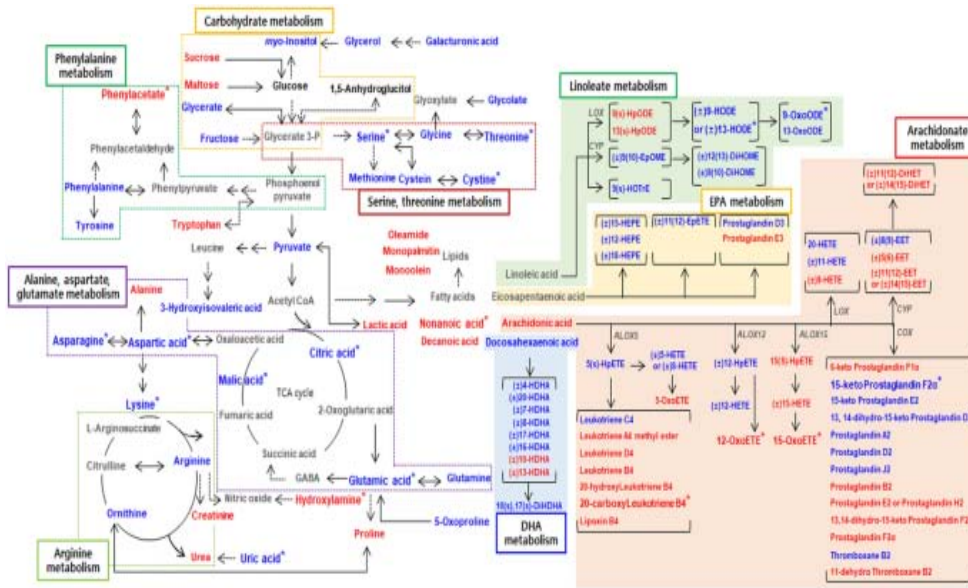 Carbohydrate metabolism
myo-Inositol
Glycerol
Galacturonic acid
Sucrose
Maltose
Glucose
1,5-Anhydroglucitol
Glycerate
Glyoxylate
Glycolate
Fructose
Glycerate 3-P
Serine*
Glycine
Threonine*
Methionine
Cystein
Cystine*
Serine, threonine metabolism
Phenylalanine
metabolism
Phenylacetate*
Phenylacetaldehyde
Phenylalanine
Phenylpyruvate
Tyrosine
Phosphoenol
pyruvate
Tryptophan
Leucine
Pyruvate
Oleamide
Monopalmitin
Monoolein
Lipids
Fatty acids
3-Hydroxyisovaleric acid
Acetyl CoA
Lactic acid
Nonanoic acid*
Decanoic acid
Alanine, aspartate,
glutamate metabolism
Alanine
Asparagine*
Aspartic acid*
Oxaloacetic acid
Citric acid*
Malic acid*
TCA cycle
Fumaric acid
2-Oxoglutaric acid
Succinic acid
GABA
Glutamic acid*
Glutamine
Lysine*
L-Arginosuccinate
Citrulline
Arginine
Nitric oxide
Hydroxylamine*
Creatinine
Ornithine
Proline
5-Oxoproline
Urea
Uric acid*
Arginine
metabolism
Linoleate metabolism
LOX
9(s)-HpODE
13(s)-HpODE
(±)9-HODE
or (±)13-HODE*
9-OxoODE*
13-OxoODE
CYP
(±)9(10)-EpOME
(±)12(13)-DiHOME
(±)9(10)-DiHOME
9(s)-HOTrE
EPA metabolism
(±)15-HEPE
(±)12-HEPE
(±)18-HEPE
(±)11(12)-EpETE
Prostaglandin D3
Prostaglandin E3
Linoleic acid
Eicosapentaenoic acid
Arachidonic acid
Docosahexaenoic acid
Arachidonate
metabolism
(±)11(12)-DiHET
or (±)14(15)-DiHET
20-HETE
(±)11-HETE
(±)8-HETE
(±)8(9)-EET
(±)5(6)-EET
(±)11(12)-EET
or (±)14(15)-EET
LOX
CYP
COX
ALOX5
ALOX12
ALOX15
5(s)-HpETE
(±)5-HETE
or (±)9-HETE
5-OxoETE
(±)12-HpETE
(±)12-HETE
12-OxoETE*
15(S)-HpETE
(±)15-HETE
15-OxoETE*
Leukotriene C4
Leukotriene A4 methyl ester
Leukotriene D4
Leukotriene B4
20-hydroxyLeukotriene B4
20-carboxyLeukotriene B4*
Lipoxin B4
6-keto Prostaglandin F1α
15-keto Prostaglandin F2α*
15-keto Prostaglandin E2
13, 14-dihydro-15-keto Prostaglandin D
Prostaglandin A2
Prostaglandin D2
Prostaglandin J2
Prostaglandin B2
Prostaglandin E2 or Prostaglandin H2
13,14-dihydro-15-keto Prostaglandin F2
Prostaglandin F2α
Thromboxane B2
11-dehydro Thromboxane B2
(±)4-HDHA
(±)20-HDHA
(±)7-HDHA
(±)8-HDHA
(±)17-HDHA
(±)16-HDHA
(±)10-HDHA
(±)13-HDHA
10(s),17(s)-DiHDHA
DHA
metabolism